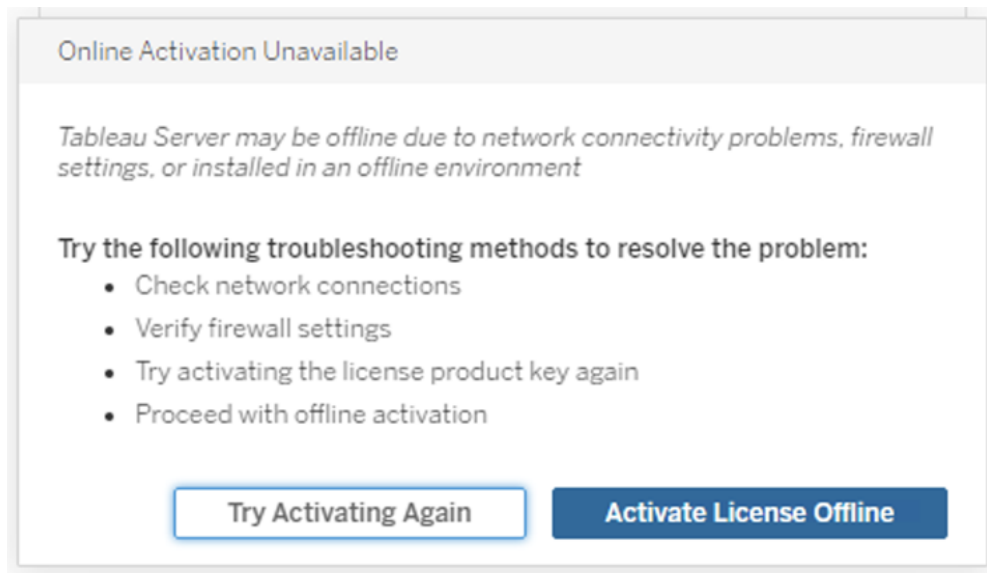 Online Activation Unavailable
Tableau Server may be offline due to network connectivity problems, firewall
settings, or installed in an offline environment
Try the following troubleshooting methods to resolve the problem:
• Check network connections
• Verify firewall settings
• Try activating the license product key again
• Proceed with offline activation
Try Activating Again
Activate License Offline